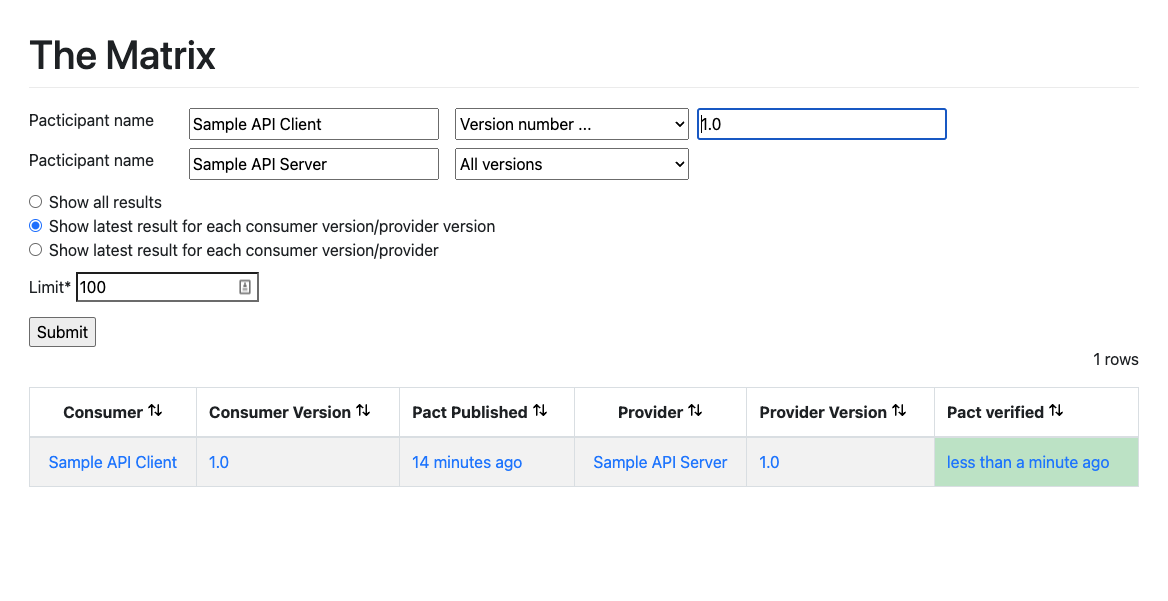 The Matrix
Pacticipant name Sample API Client Version number ... 1.0
Pacticipant name Sample API Server All versions
Show all results
Show latest result for each consumer version/provider version
Show latest result for each consumer version/provider
Limit* 100
Submit
1 rows
Consumer Consumer Version Pact Published Provider Provider Version Pact verified
Sample API Client 1.0 14 minutes ago Sample API Server 1.0 less than a minute ago